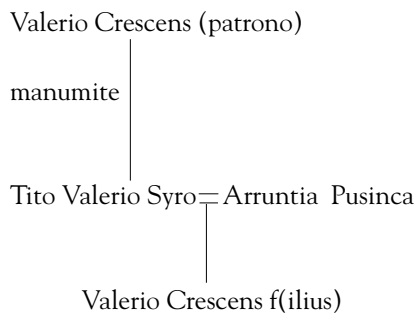 Valerio Crescens (patrono)
manumite
Tito Valerio Syro Arruntia Pusinca
Valerio Crescens f(ilius)